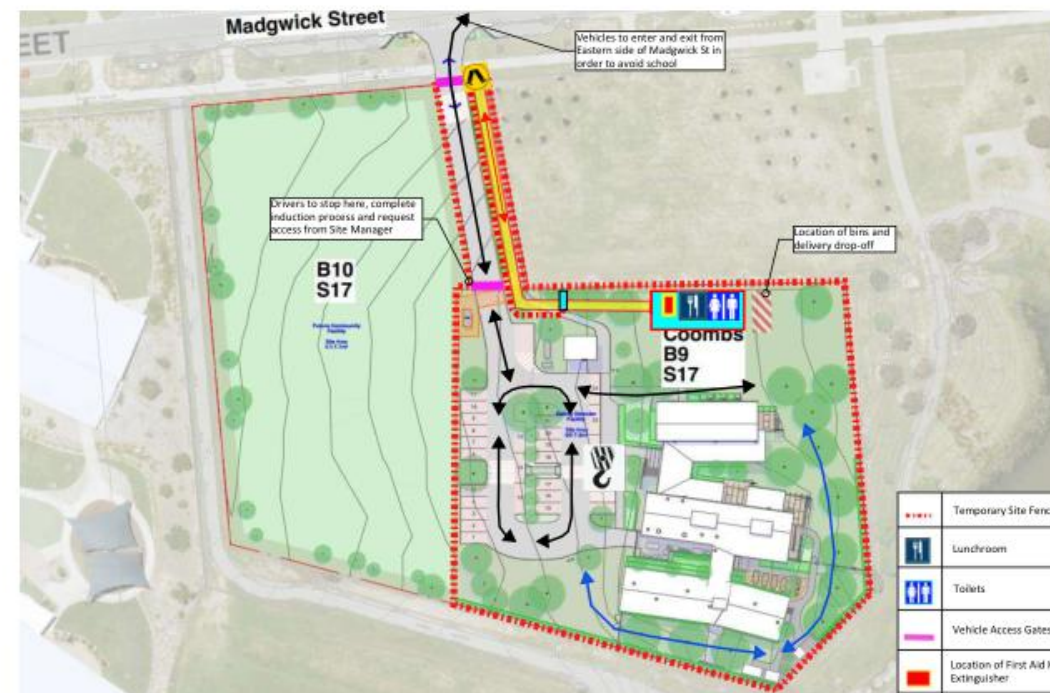 Madgwick Street
EET
Vehicles to enter and exit from
Eastern side of Madgwick St in
order to avoid school
Drivers to stop here, complete
induction process and request
access from Site Manager
Location of bins and
delivery drop-off
B10
S17
Coombs
B9
S17
Temporary Site Fenc
Lunchroom
Toilets
Vehicle Access Gates
Location of First Aid
Extinguisher